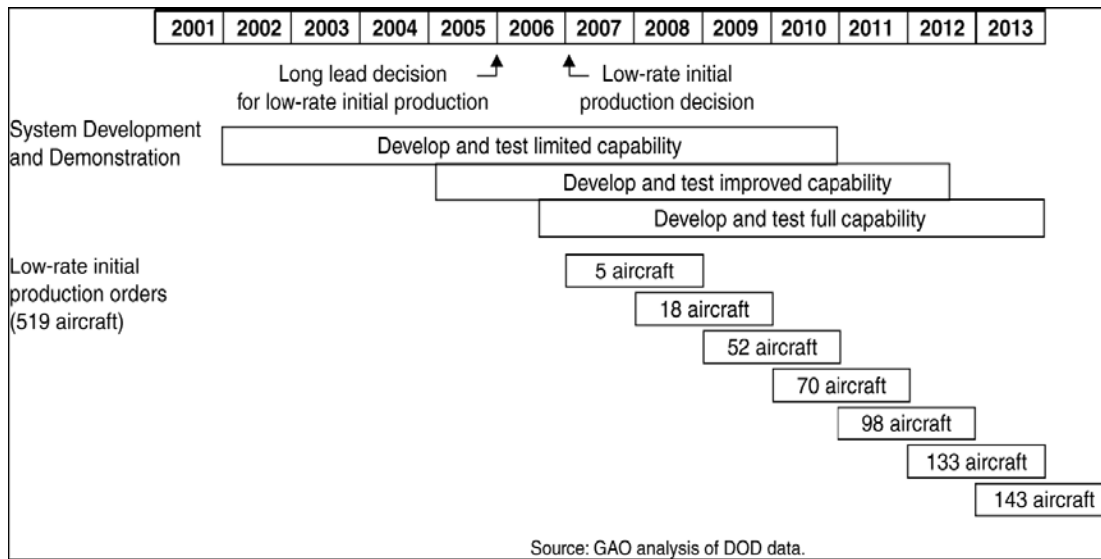 2001 2002 2003 2004 2005 2006 2007 2008 2009 2010 2011 2012 2013
Long lead decision
for low-rate initial production
Low-rate initial
production decision
System Development
and Demonstration
Develop and test limited capability
Develop and test improved capability
Develop and test full capability
Low-rate initial
production orders
(519 aircraft)
5 aircraft
18 aircraft
52 aircraft
70 aircraft
98 aircraft
133 aircraft
143 aircraft
Source: GAO analysis of DOD data.